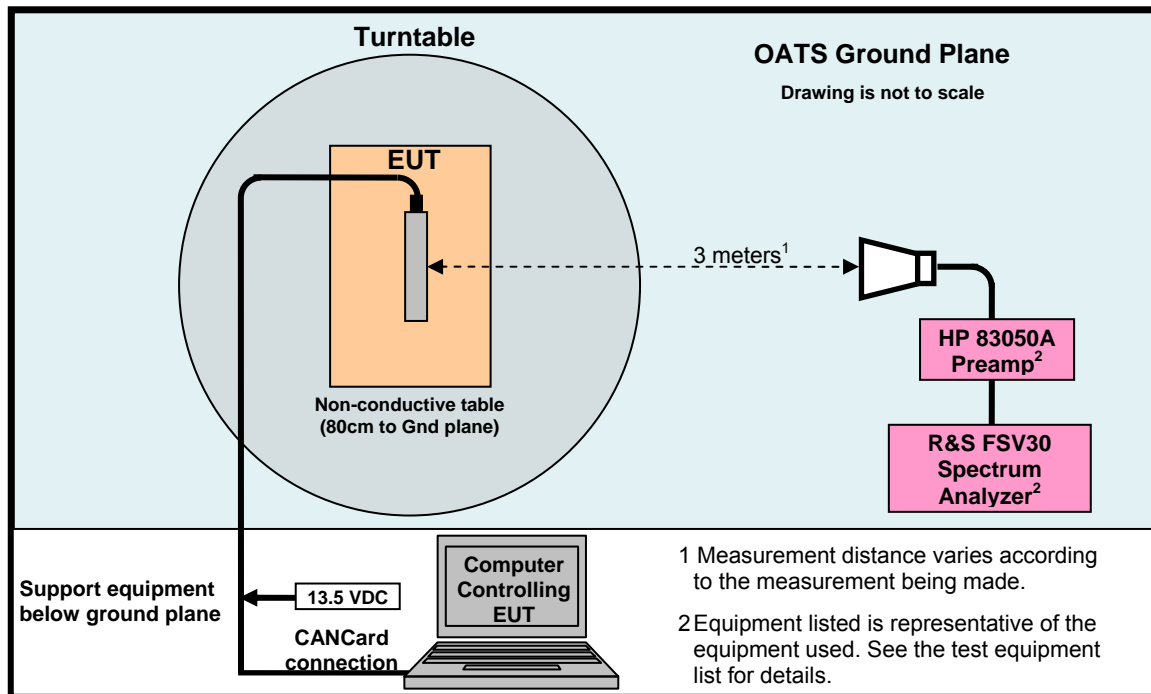 Turntable
OATS Ground Plane
Drawing is not to scale
EUT
3 meters¹
HP 83050A
Preamp²
Non-conductive table
(80cm to Gnd plane)
R&S FSV30
Spectrum
Analyzer²
Support equipment
below ground plane
13.5 VDC
CANCard
connection
Computer
Controlling
EUT
1 Measurement distance varies according
to the measurement being made.
2 Equipment listed is representative of the
equipment used. See the test equipment
list for details.